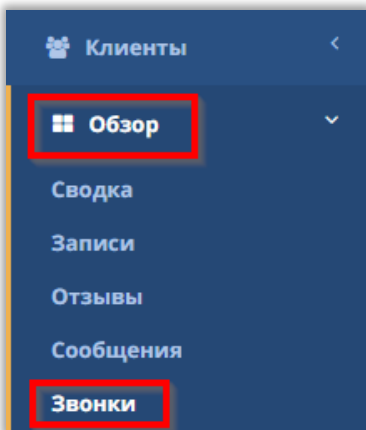 Клиенты
Обзор
Сводка
Записи
Отзывы
Сообщения
Звонки